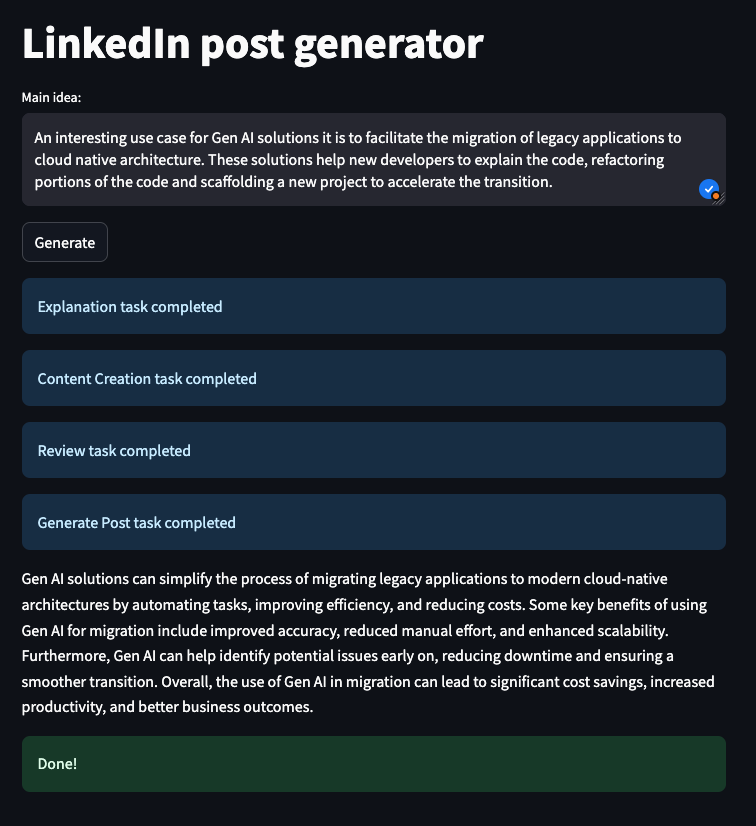 LinkedIn post generator
Main idea:
An interesting use case for Gen AI solutions it is to facilitate the migration of legacy applications to
cloud native architecture. These solutions help new developers to explain the code, refactoring
portions of the code and scaffolding a new project to accelerate the transition.
Generate
Explanation task completed
Content Creation task completed
Review task completed
Generate Post task completed
Gen AI solutions can simplify the process of migrating legacy applications to modern cloud-native
architectures by automating tasks, improving efficiency, and reducing costs. Some key benefits of using
Gen AI for migration include improved accuracy, reduced manual effort, and enhanced scalability.
Furthermore, Gen AI can help identify potential issues early on, reducing downtime and ensuring a
smoother transition. Overall, the use of Gen AI in migration can lead to significant cost savings, increased
productivity, and better business outcomes.
Done!